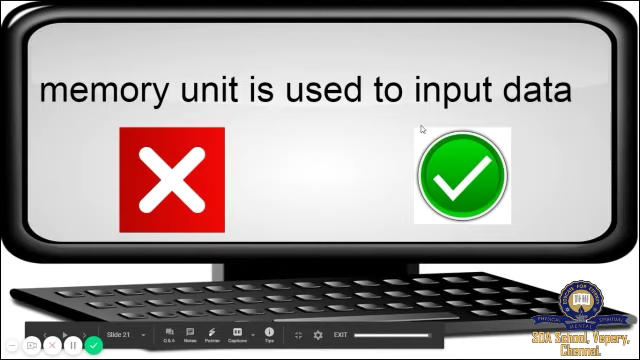 memory unit is used to input data
Slide 21
Q & A
Notes
Pointer
Captions
Tips
EXIT
SDA School, Vepery,
Chennai.